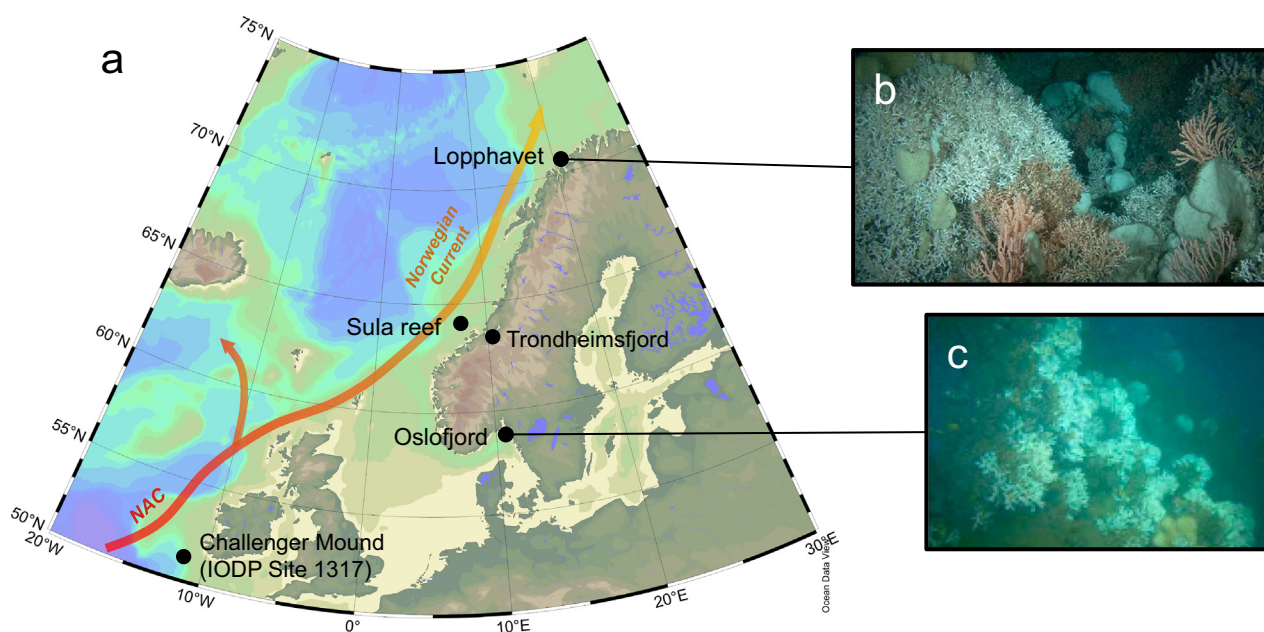 a
75°N
70°N
65°N
60°N
55°N
50°N
20°W
10°W
0°
10°E
20°E
30°E
Lopphavet
Norwegian
Current
Sula reef
Trondheimsfjord
Oslofjord
NAC
Challenger Mound
(IODP Site 1317)
Ocean Data View
b
c